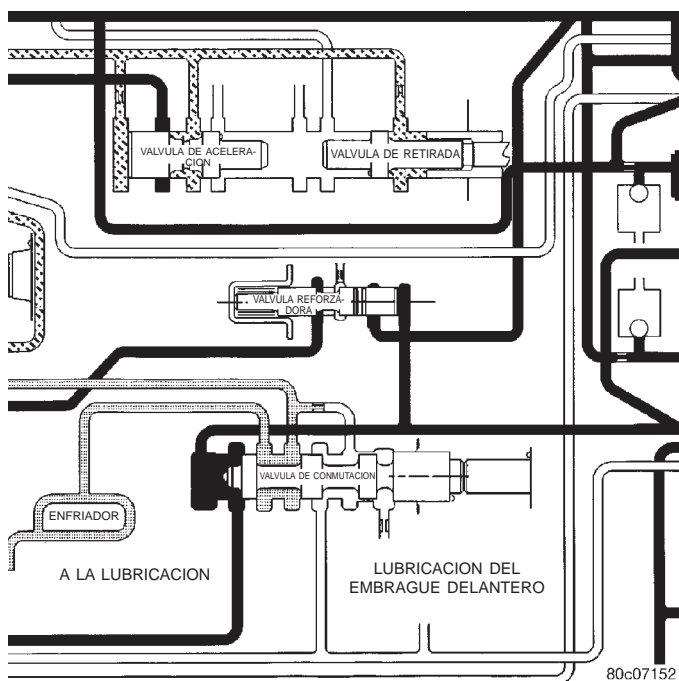 VALVULA DE ACELERA-
CION
VALVULA DE RETIRADA
VALVULA REFORZA-
DORA
VALVULA DE CONMUTACION
ENFRIADOR
A LA LUBRICACION
LUBRICACION DEL
EMBRAGUE DELANTERO
80c07152